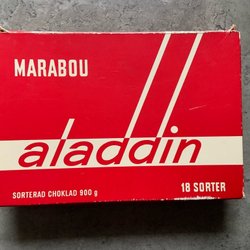 MARABOU
aladdin
SORTERAD CHOKLAD 900 g
18 SORTER